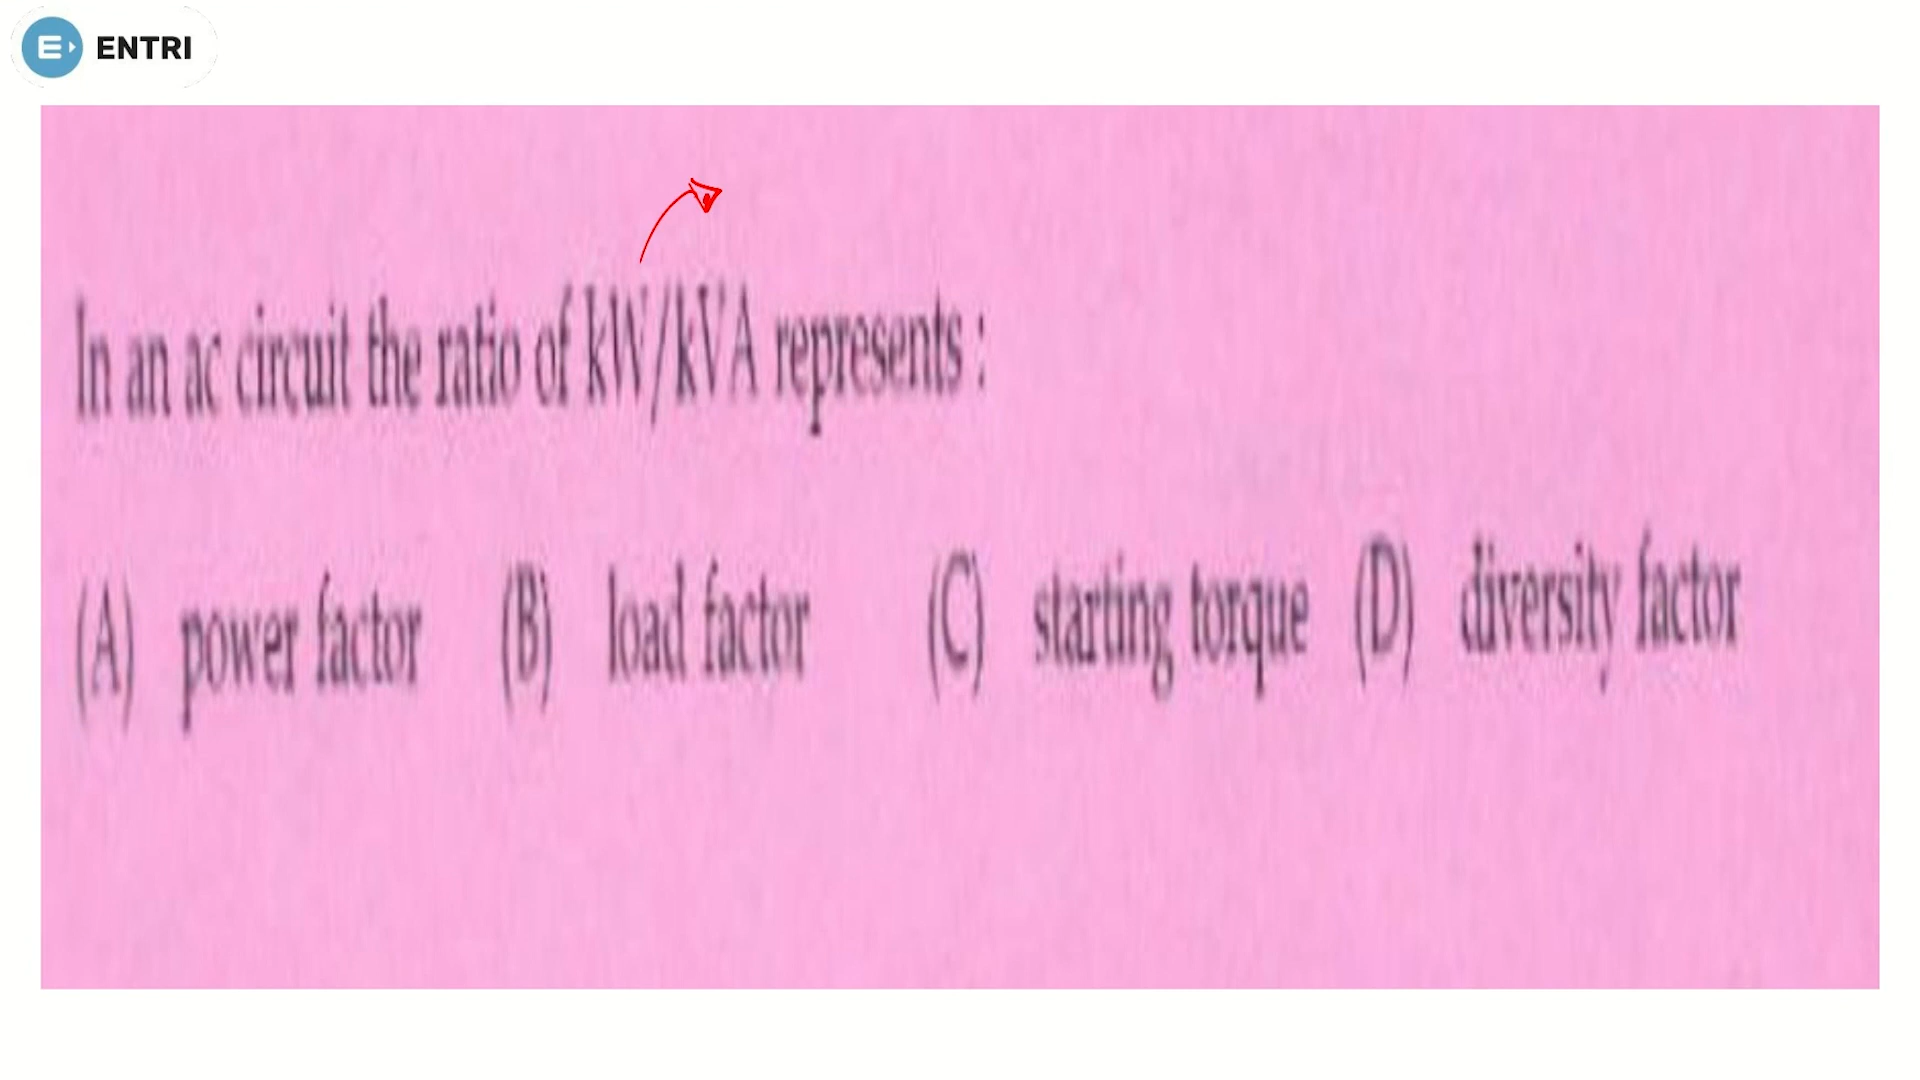 ENTRI
In an ac circuit the ratio of kW/kVA represents :
(A) power factor (B) load factor (C) starting torque (D) diversity factor